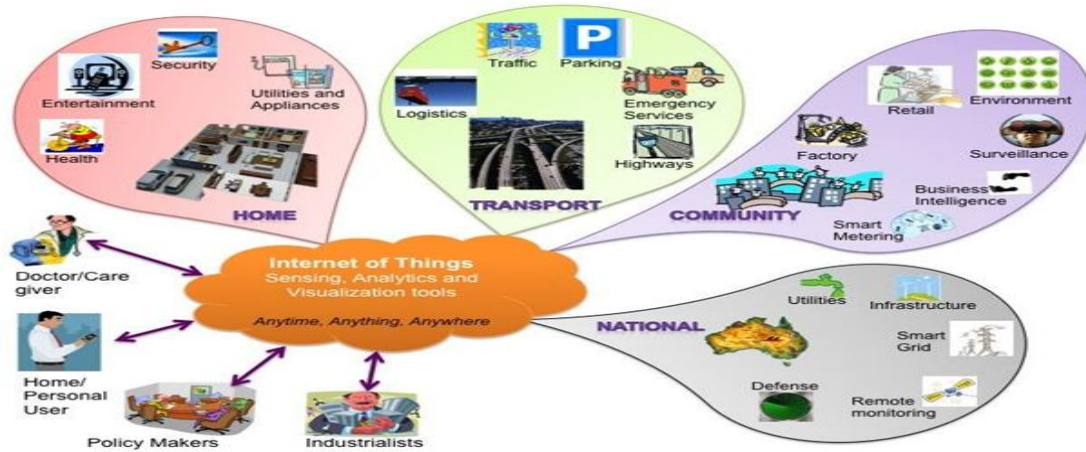 Security
Entertainment
Utilities and
Appliances
Health
HOME
Traffic
P
Parking
Logistics
Emergency
Services
Highways
TRANSPORT
Retail
Environment
Factory
Surveillance
Business
Intelligence
COMMUNITY
Smart
Metering
Internet of Things
Sensing, Analytics and
Visualization tools
Anytime, Anything, Anywhere
NATIONAL
Utilities
Infrastructure
Smart
Grid
Defense
Remote
monitoring
Doctor/Care
giver
Home/
Personal
User
Policy Makers
Industrialists